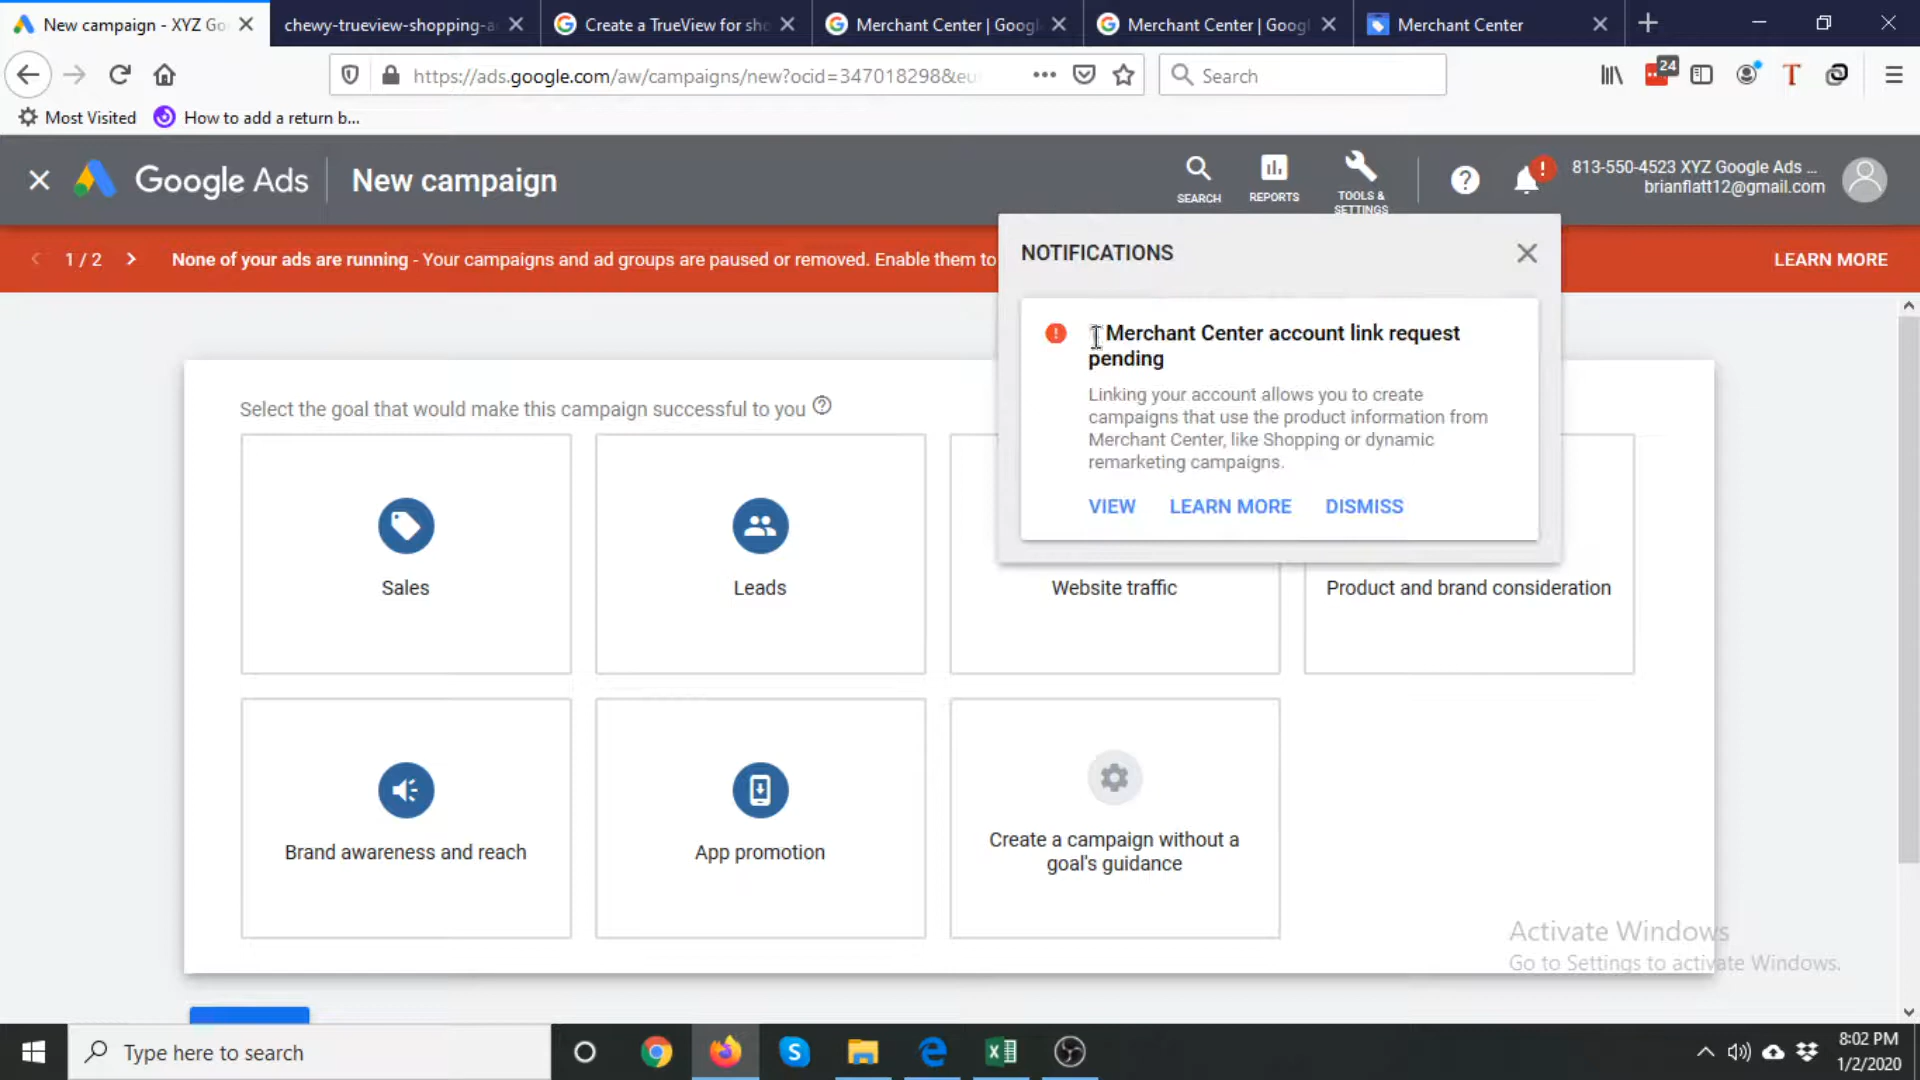 New campaign - XYZ Go
chewy-trueview-shopping-a
Create a TrueView for sho
Merchant Center | Googl
Merchant Center | Googl
Merchant Center
https://ads.google.com/aw/campaigns/new?ocid=347018298&eu
Search
24
Most Visited
How to add a return b...
Google Ads
New campaign
SEARCH
REPORTS
TOOLS &
SETTINGS
813-550-4523 XYZ Google Ads ...
brianflatt12@gmail.com
1 / 2
None of your ads are running - Your campaigns and ad groups are paused or removed. Enable them to
LEARN MORE
NOTIFICATIONS
Merchant Center account link request
pending
Linking your account allows you to create
campaigns that use the product information from
Merchant Center, like Shopping or dynamic
remarketing campaigns.
VIEW
LEARN MORE
DISMISS
Select the goal that would make this campaign successful to you
Sales
Leads
Website traffic
Product and brand consideration
Brand awareness and reach
App promotion
Create a campaign without a
goal's guidance
Activate Windows
Go to Settings to activate Windows.
Type here to search
8:02 PM
1/2/2020